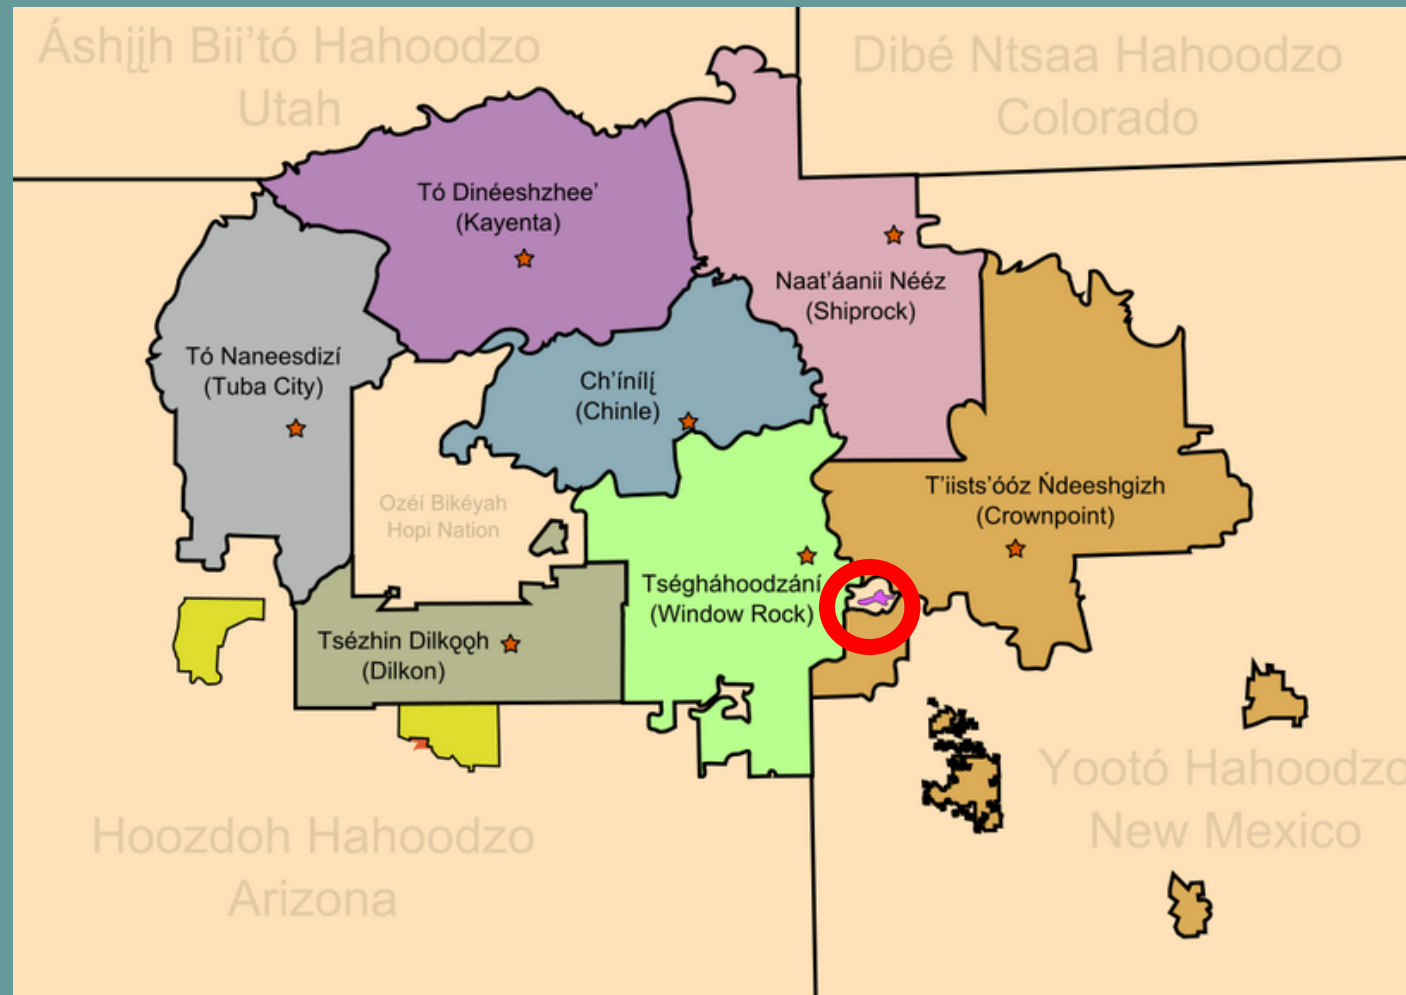 Áshįįh Bii'tó Hahoodzo
Utah
Dibé Ntsaa Hahoodzo
Colorado
Tó Dinéeshzhee'
(Kayenta)
Naat'áanii Nééz
(Shiprock)
Tó Naneesdizí
(Tuba City)
Ch'ínílį́
(Chinle)
Ozéí Bikéyah
Hopi Nation
T'iists'óóz Ńdeeshgizh
(Crownpoint)
Tségháhoodzání
(Window Rock)
Tsézhin Dilkǫǫh
(Dilkon)
Yootó Hahoodzo
New Mexico
Hoozdoh Hahoodzo
Arizona